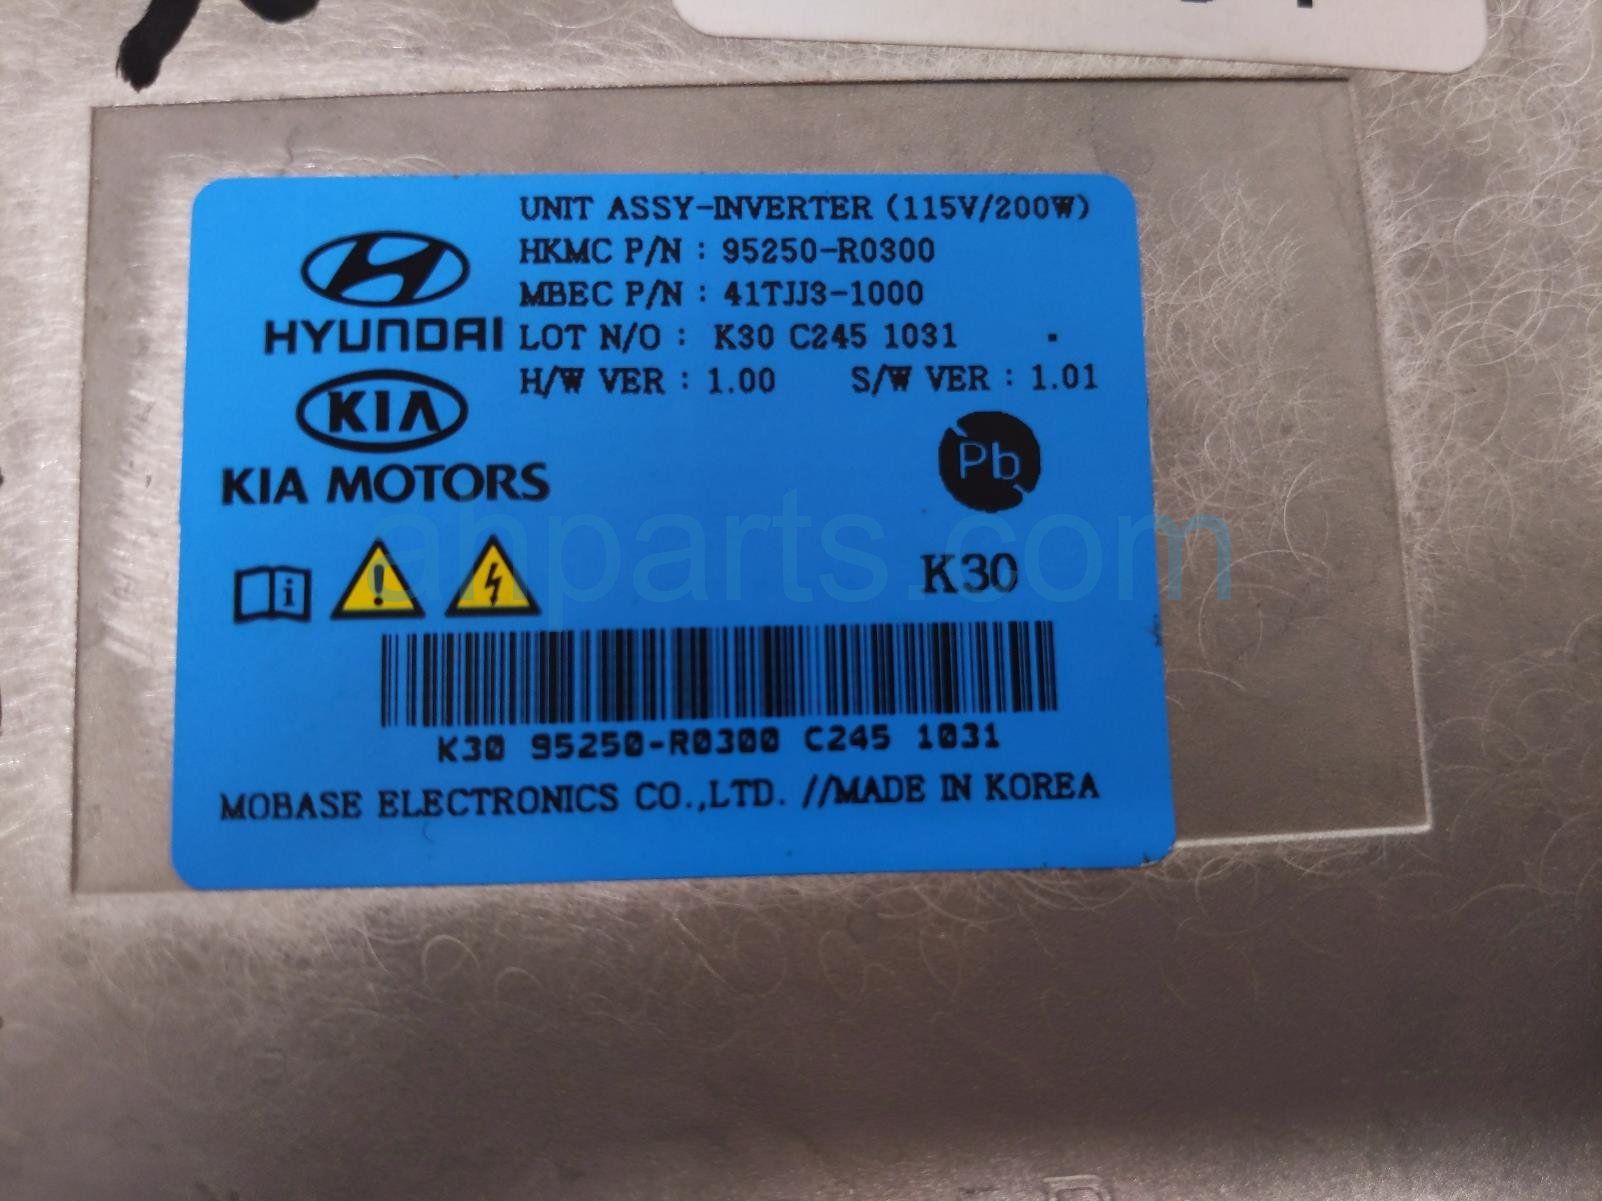 UNIT ASSY-INVERTER (115V/200W)
HKMC P/N : 95250-R0300
MBEC P/N : 41TJJ3-1000
HYUNDAI
LOT N/O : K30 C245 1031 .
H/W VER : 1.00 S/W VER : 1.01
KIA
Pb
KIA MOTORS
ahparts.com
K30
K30 95250-R0300 C245 1031
MOBASE ELECTRONICS CO.,LTD. //MADE IN KOREA